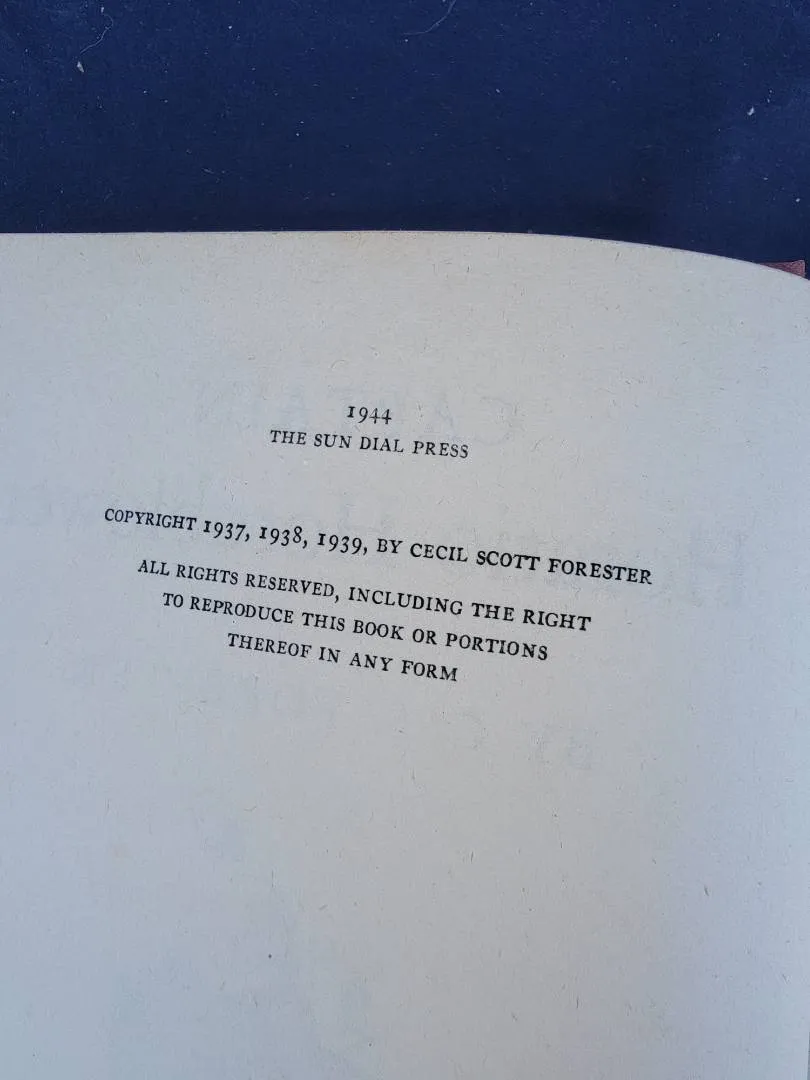 1944
THE SUN DIAL PRESS
COPYRIGHT 1937, 1938, 1939, BY CECIL SCOTT FORESTER
ALL RIGHTS RESERVED, INCLUDING THE RIGHT
TO REPRODUCE THIS BOOK OR PORTIONS
THEREOF IN ANY FORM